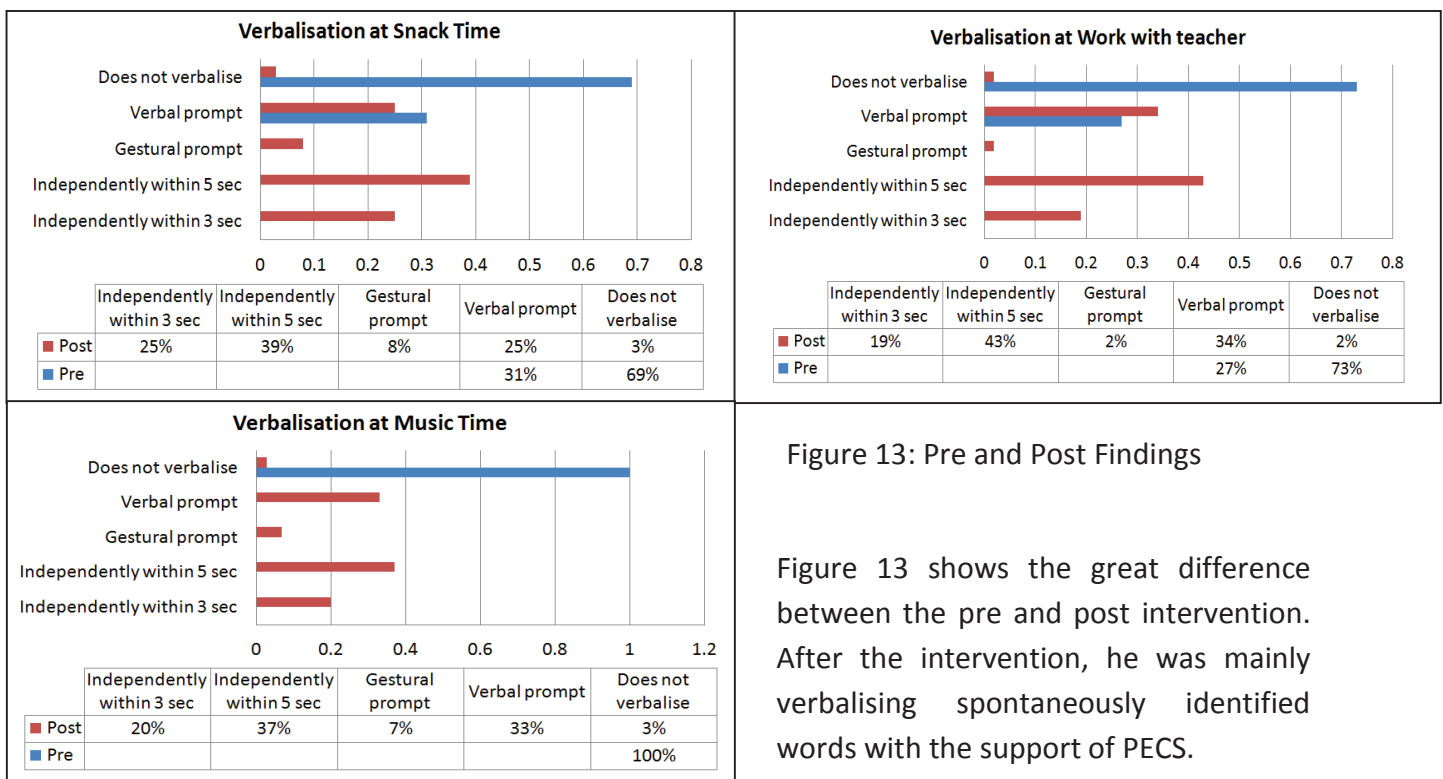 Verbalisation at Snack Time
Does not verbalise
Verbal prompt
Gestural prompt
Independently within 5 sec
Independently within 3 sec
0 0.1 0.2 0.3 0.4 0.5 0.6 0.7 0.8
Independently within 3 sec Independently within 5 sec Gestural prompt Verbal prompt Does not verbalise
Post 25% 39% 8% 25% 3%
Pre 31% 69%
Verbalisation at Work with teacher
Does not verbalise
Verbal prompt
Gestural prompt
Independently within 5 sec
Independently within 3 sec
0 0.1 0.2 0.3 0.4 0.5 0.6 0.7 0.8
Independently within 3 sec Independently within 5 sec Gestural prompt Verbal prompt Does not verbalise
Post 19% 43% 2% 34% 2%
Pre 27% 73%
Verbalisation at Music Time
Does not verbalise
Verbal prompt
Gestural prompt
Independently within 5 sec
Independently within 3 sec
0 0.2 0.4 0.6 0.8 1 1.2
Independently within 3 sec Independently within 5 sec Gestural prompt Verbal prompt Does not verbalise
Post 20% 37% 7% 33% 3%
Pre 100%
Figure 13: Pre and Post Findings
Figure 13 shows the great difference
between the pre and post intervention.
After the intervention, he was mainly
verbalising spontaneously identified
words with the support of PECS.